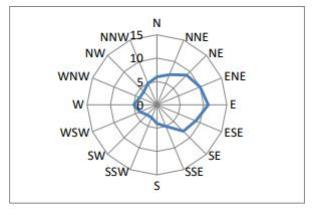 N
NNW 15 NNE
NW 10 NE
WNW 5 ENE
W 0 E
WSW ESE
SW SE
SSW SSE
S